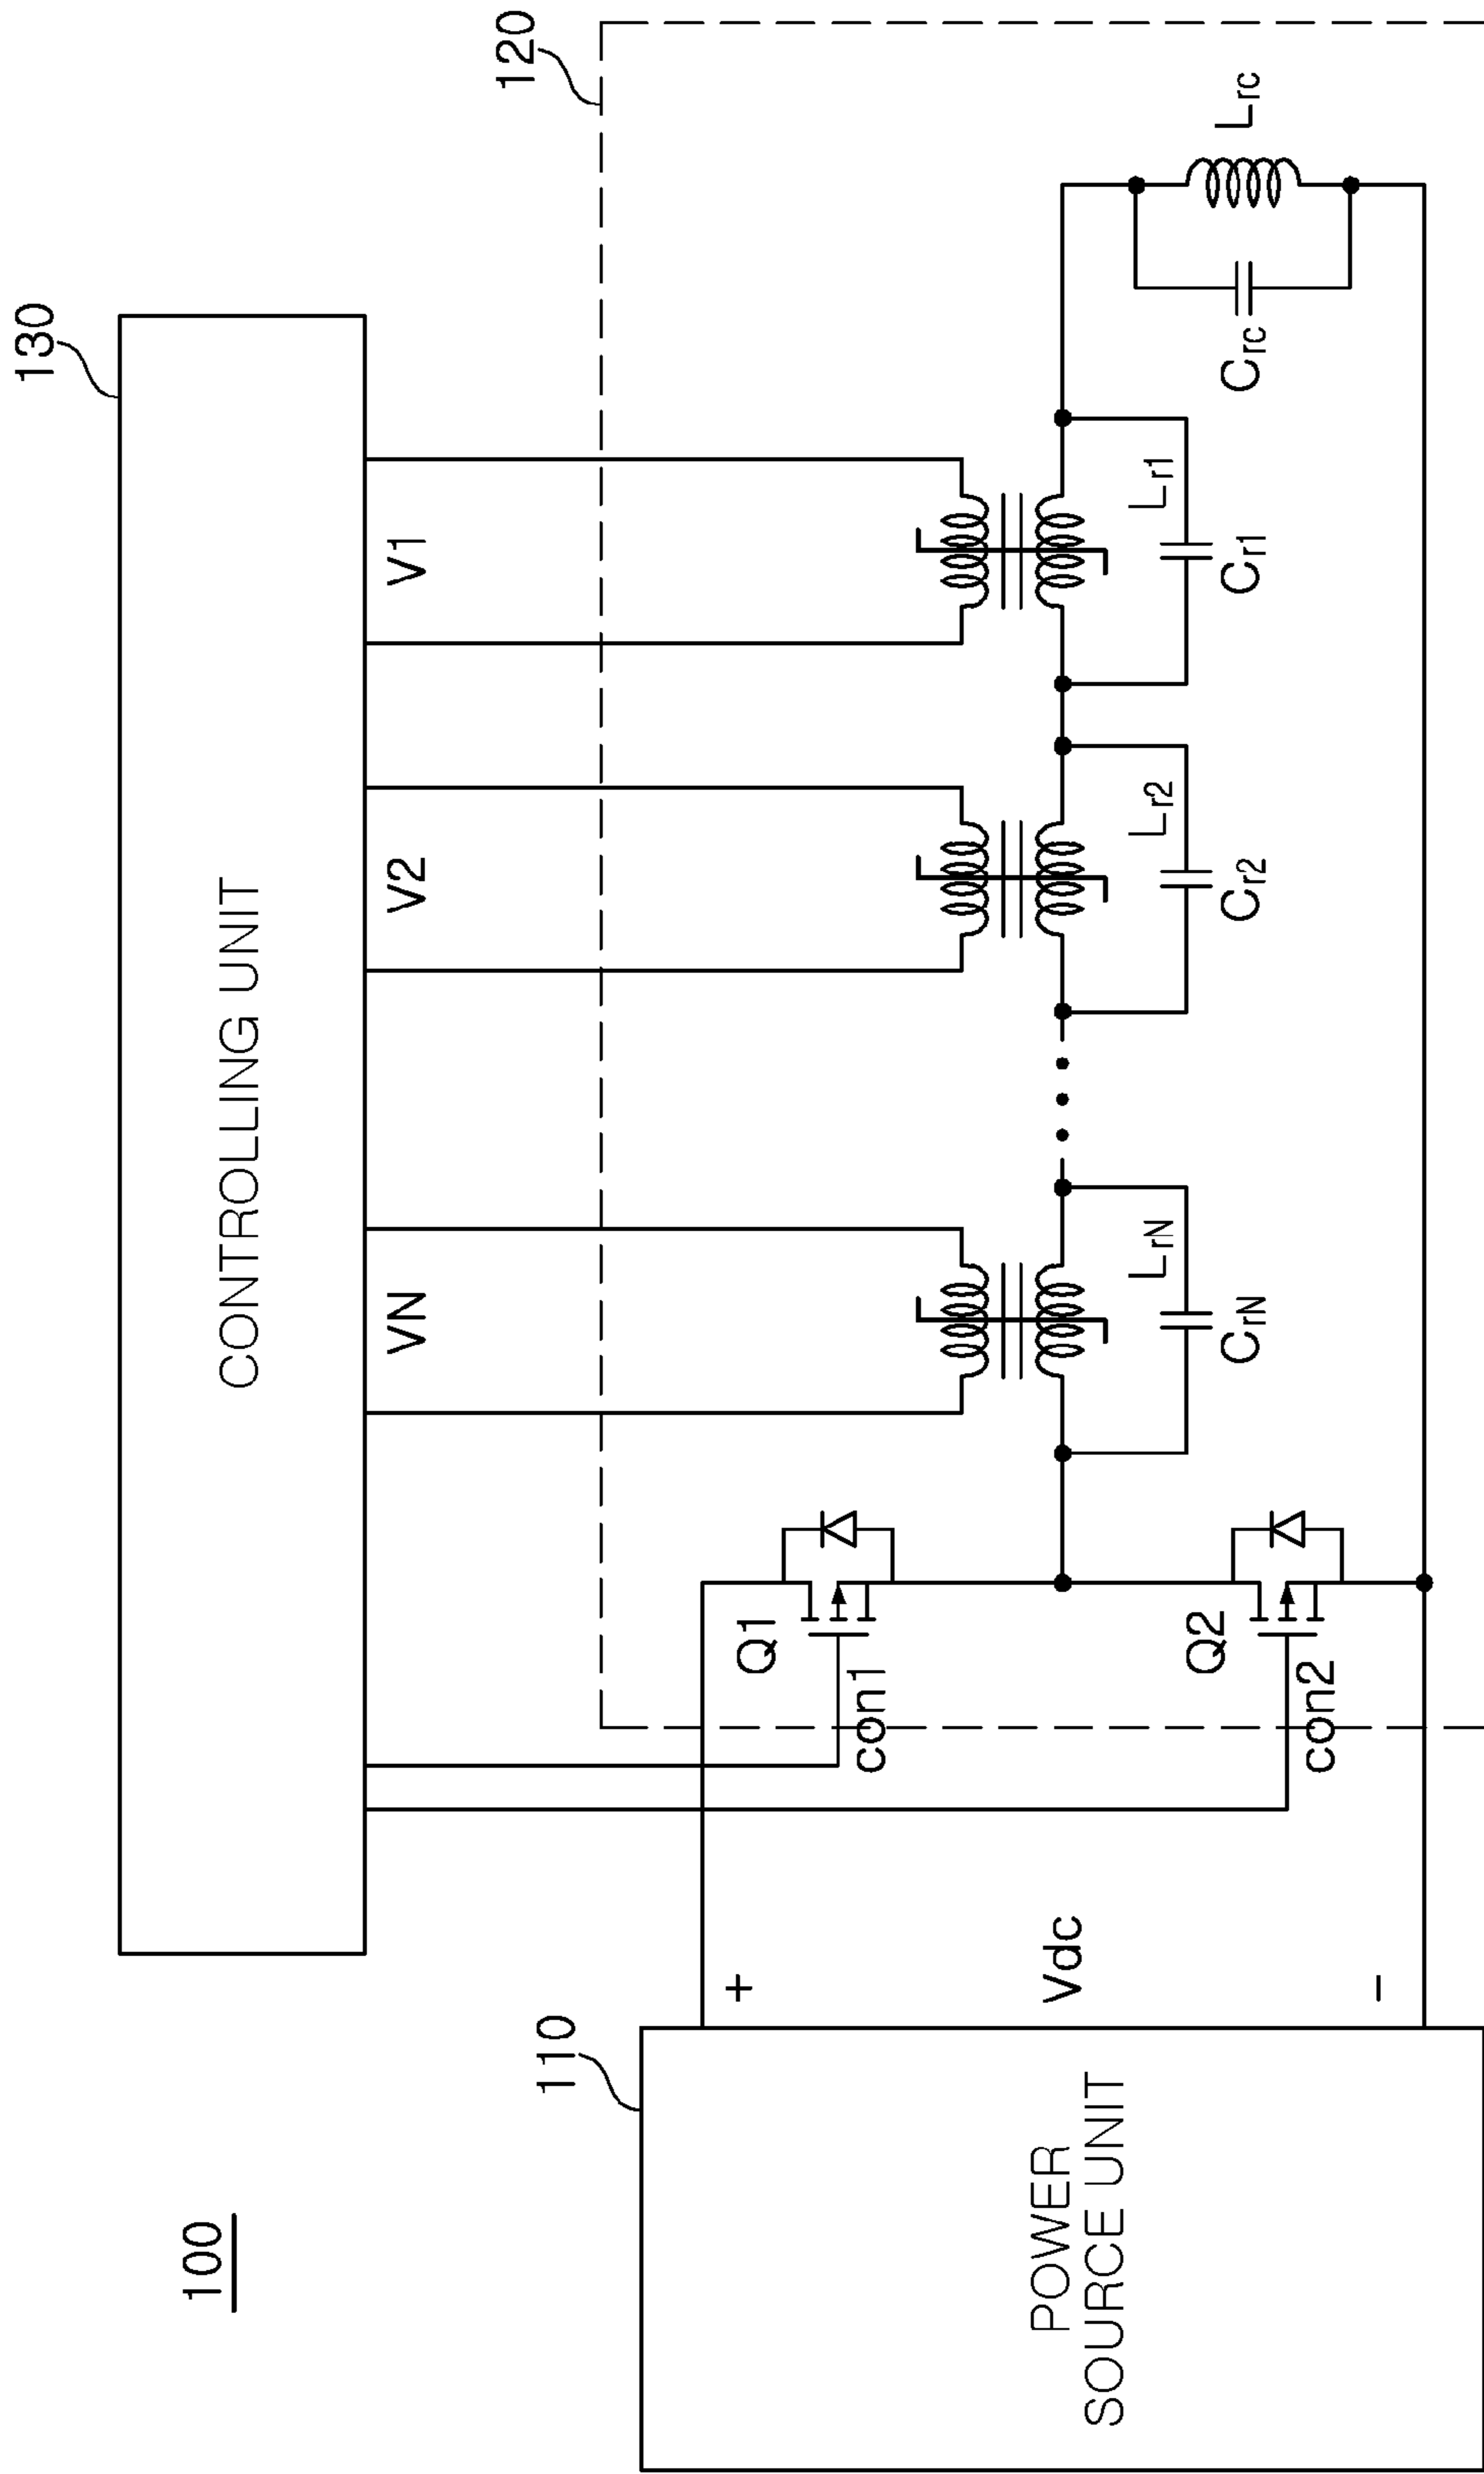 100
130
CONTROLLING UNIT
110
120
POWER
SOURCE UNIT
+
Vdc
−
VN
V2
V1
Q1
con1
Q2
con2
LrN
CrN
Lr2
Cr2
Lr1
Cr1
Crc
Lrc